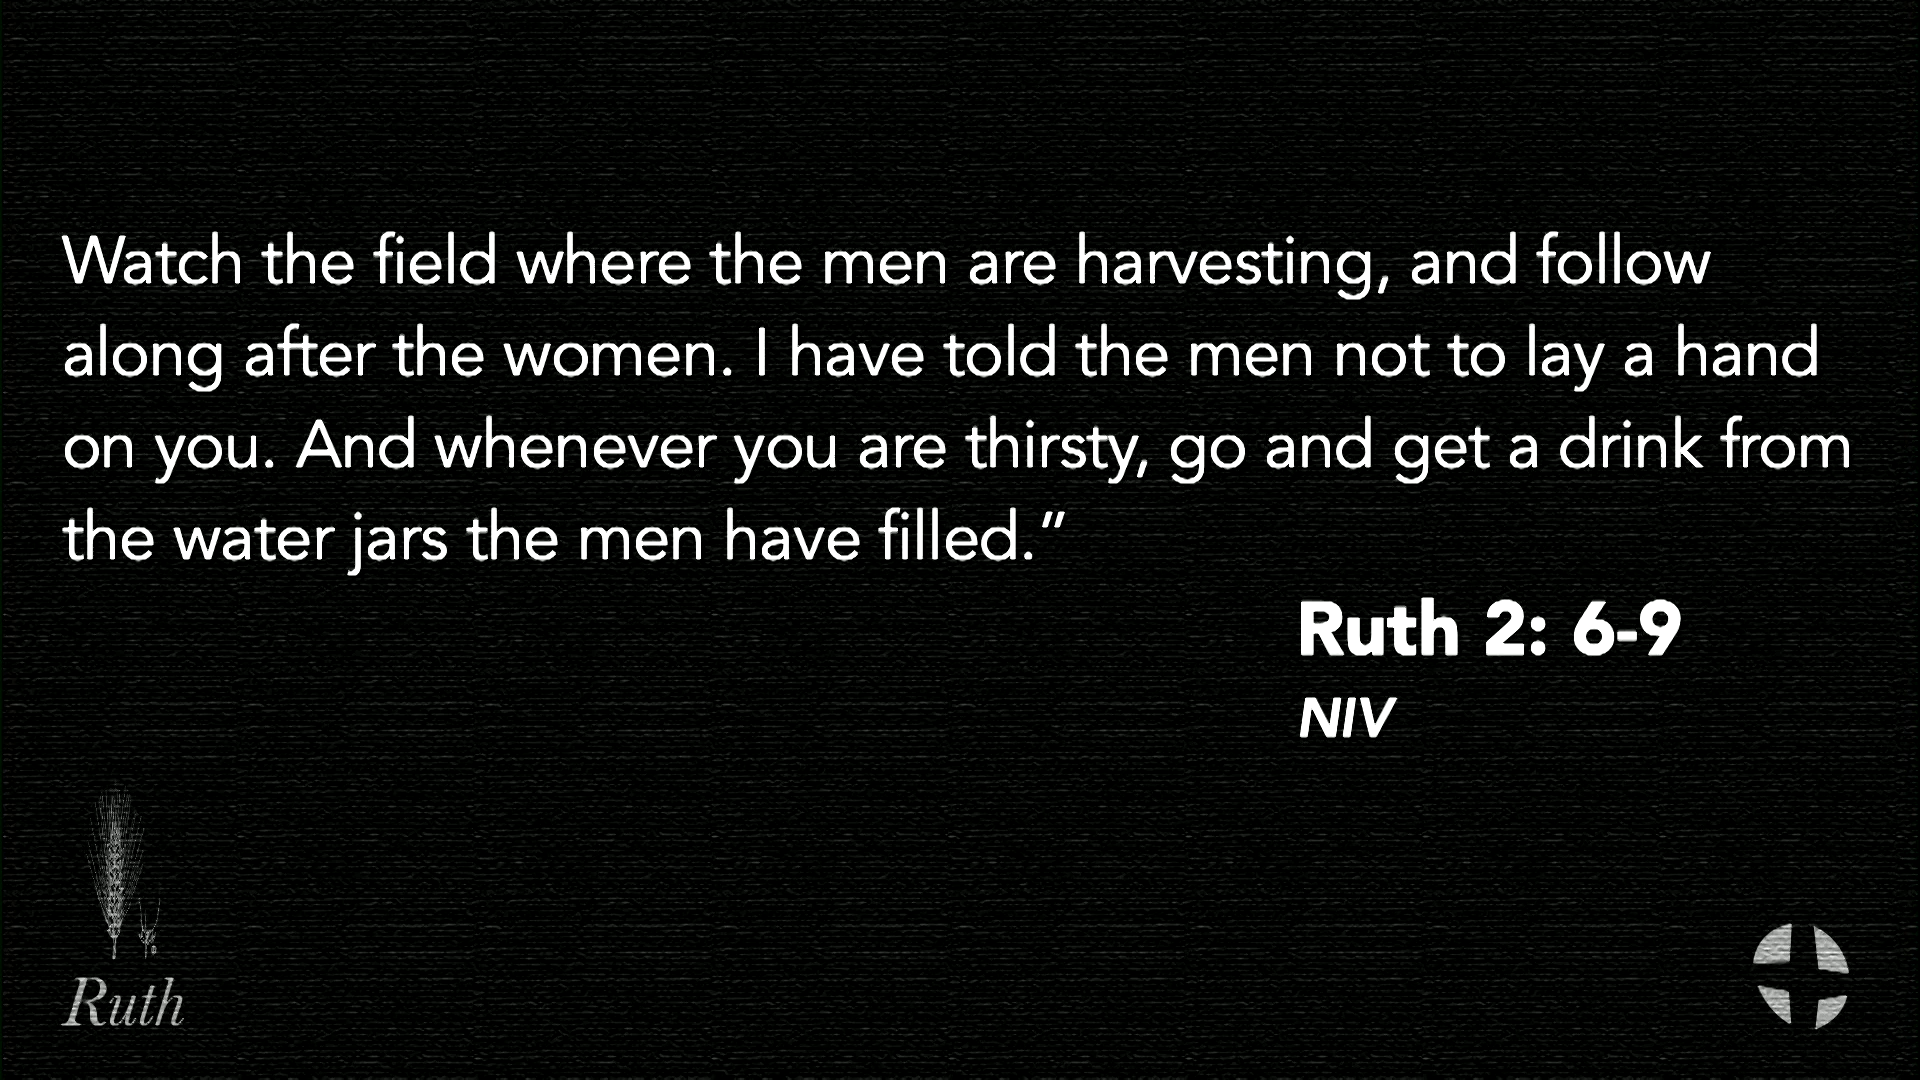 Watch the field where the men are harvesting, and follow
along after the women. I have told the men not to lay a hand
on you. And whenever you are thirsty, go and get a drink from
the water jars the men have filled.”
Ruth 2: 6-9
NIV
Ruth